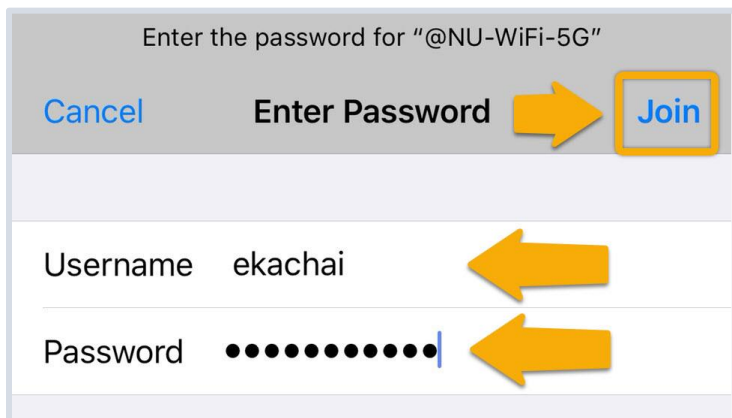 Enter the password for “@NU-WiFi-5G”
Cancel Enter Password Join
Username ekachai
Password •••••••••••